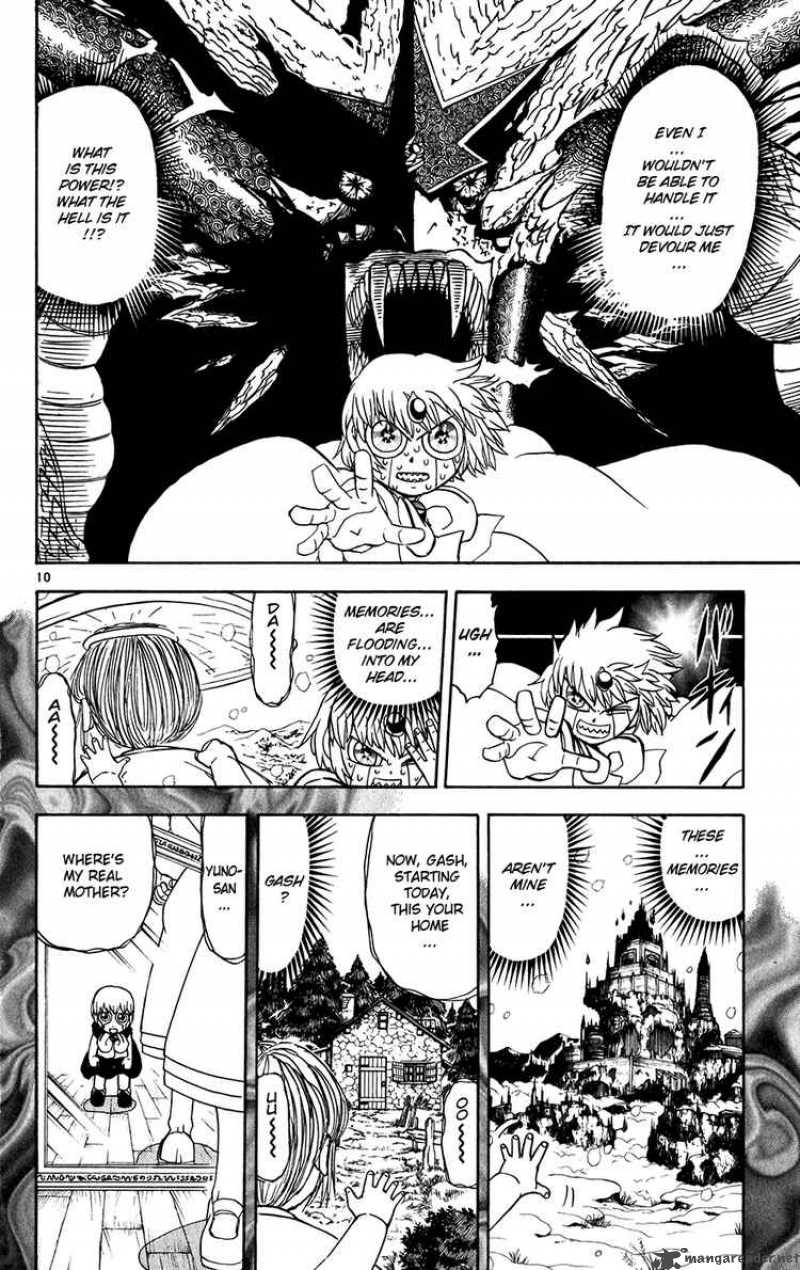 EVEN I
...
WOULDN'T
BE ABLE TO
HANDLE IT
...
IT WOULD JUST
DEVOUR ME
...
WHAT
IS THIS
POWER!?
WHAT THE
HELL IS IT
!!?
10
UGH
...
MEMORIES...
ARE
FLOODING...
INTO MY
HEAD...
DA~~
AA~~
THESE
...
MEMORIES
AREN'T
MINE ...
NOW, GASH,
STARTING
TODAY,
THIS YOUR
HOME
...
GASH
?
OO~~
UU~~
YUNO-
SAN
...
WHERE'S
MY REAL
MOTHER?
mangareader.net